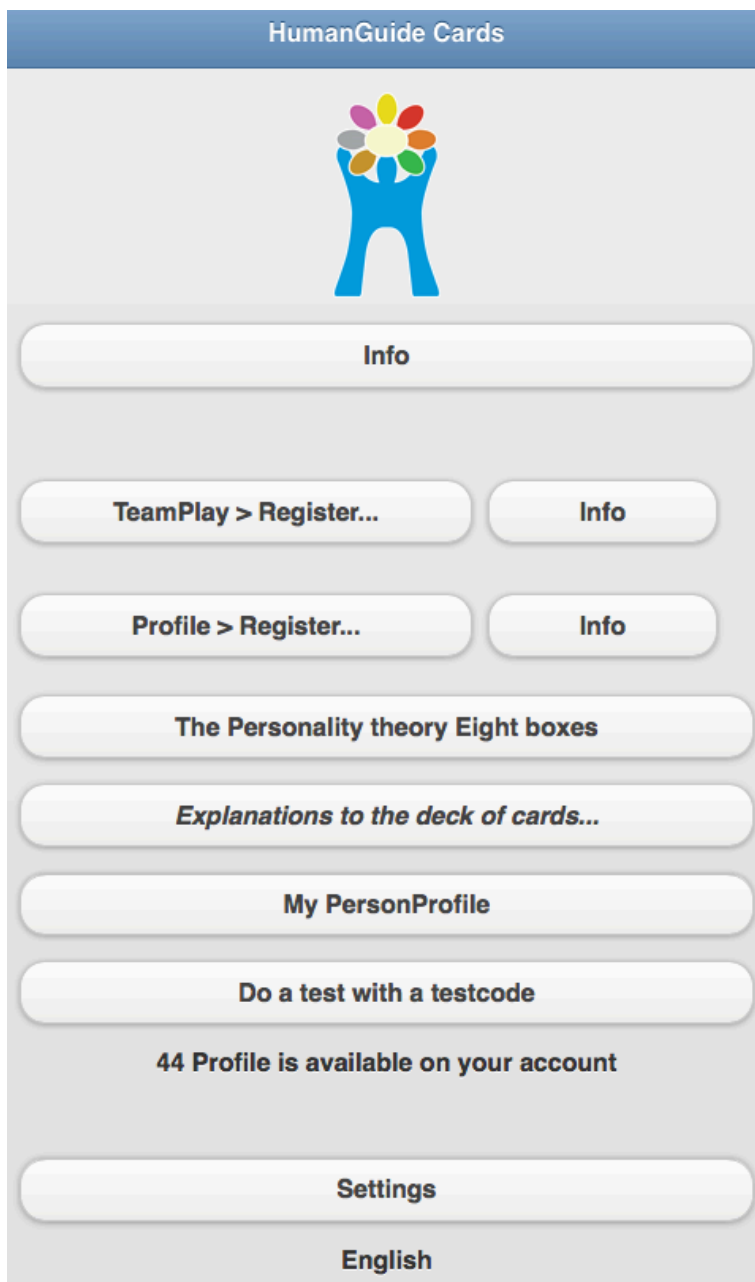 HumanGuide Cards
Info
TeamPlay > Register... Info
Profile > Register... Info
The Personality theory Eight boxes
Explanations to the deck of cards...
My PersonProfile
Do a test with a testcode
44 Profile is available on your account
Settings
English